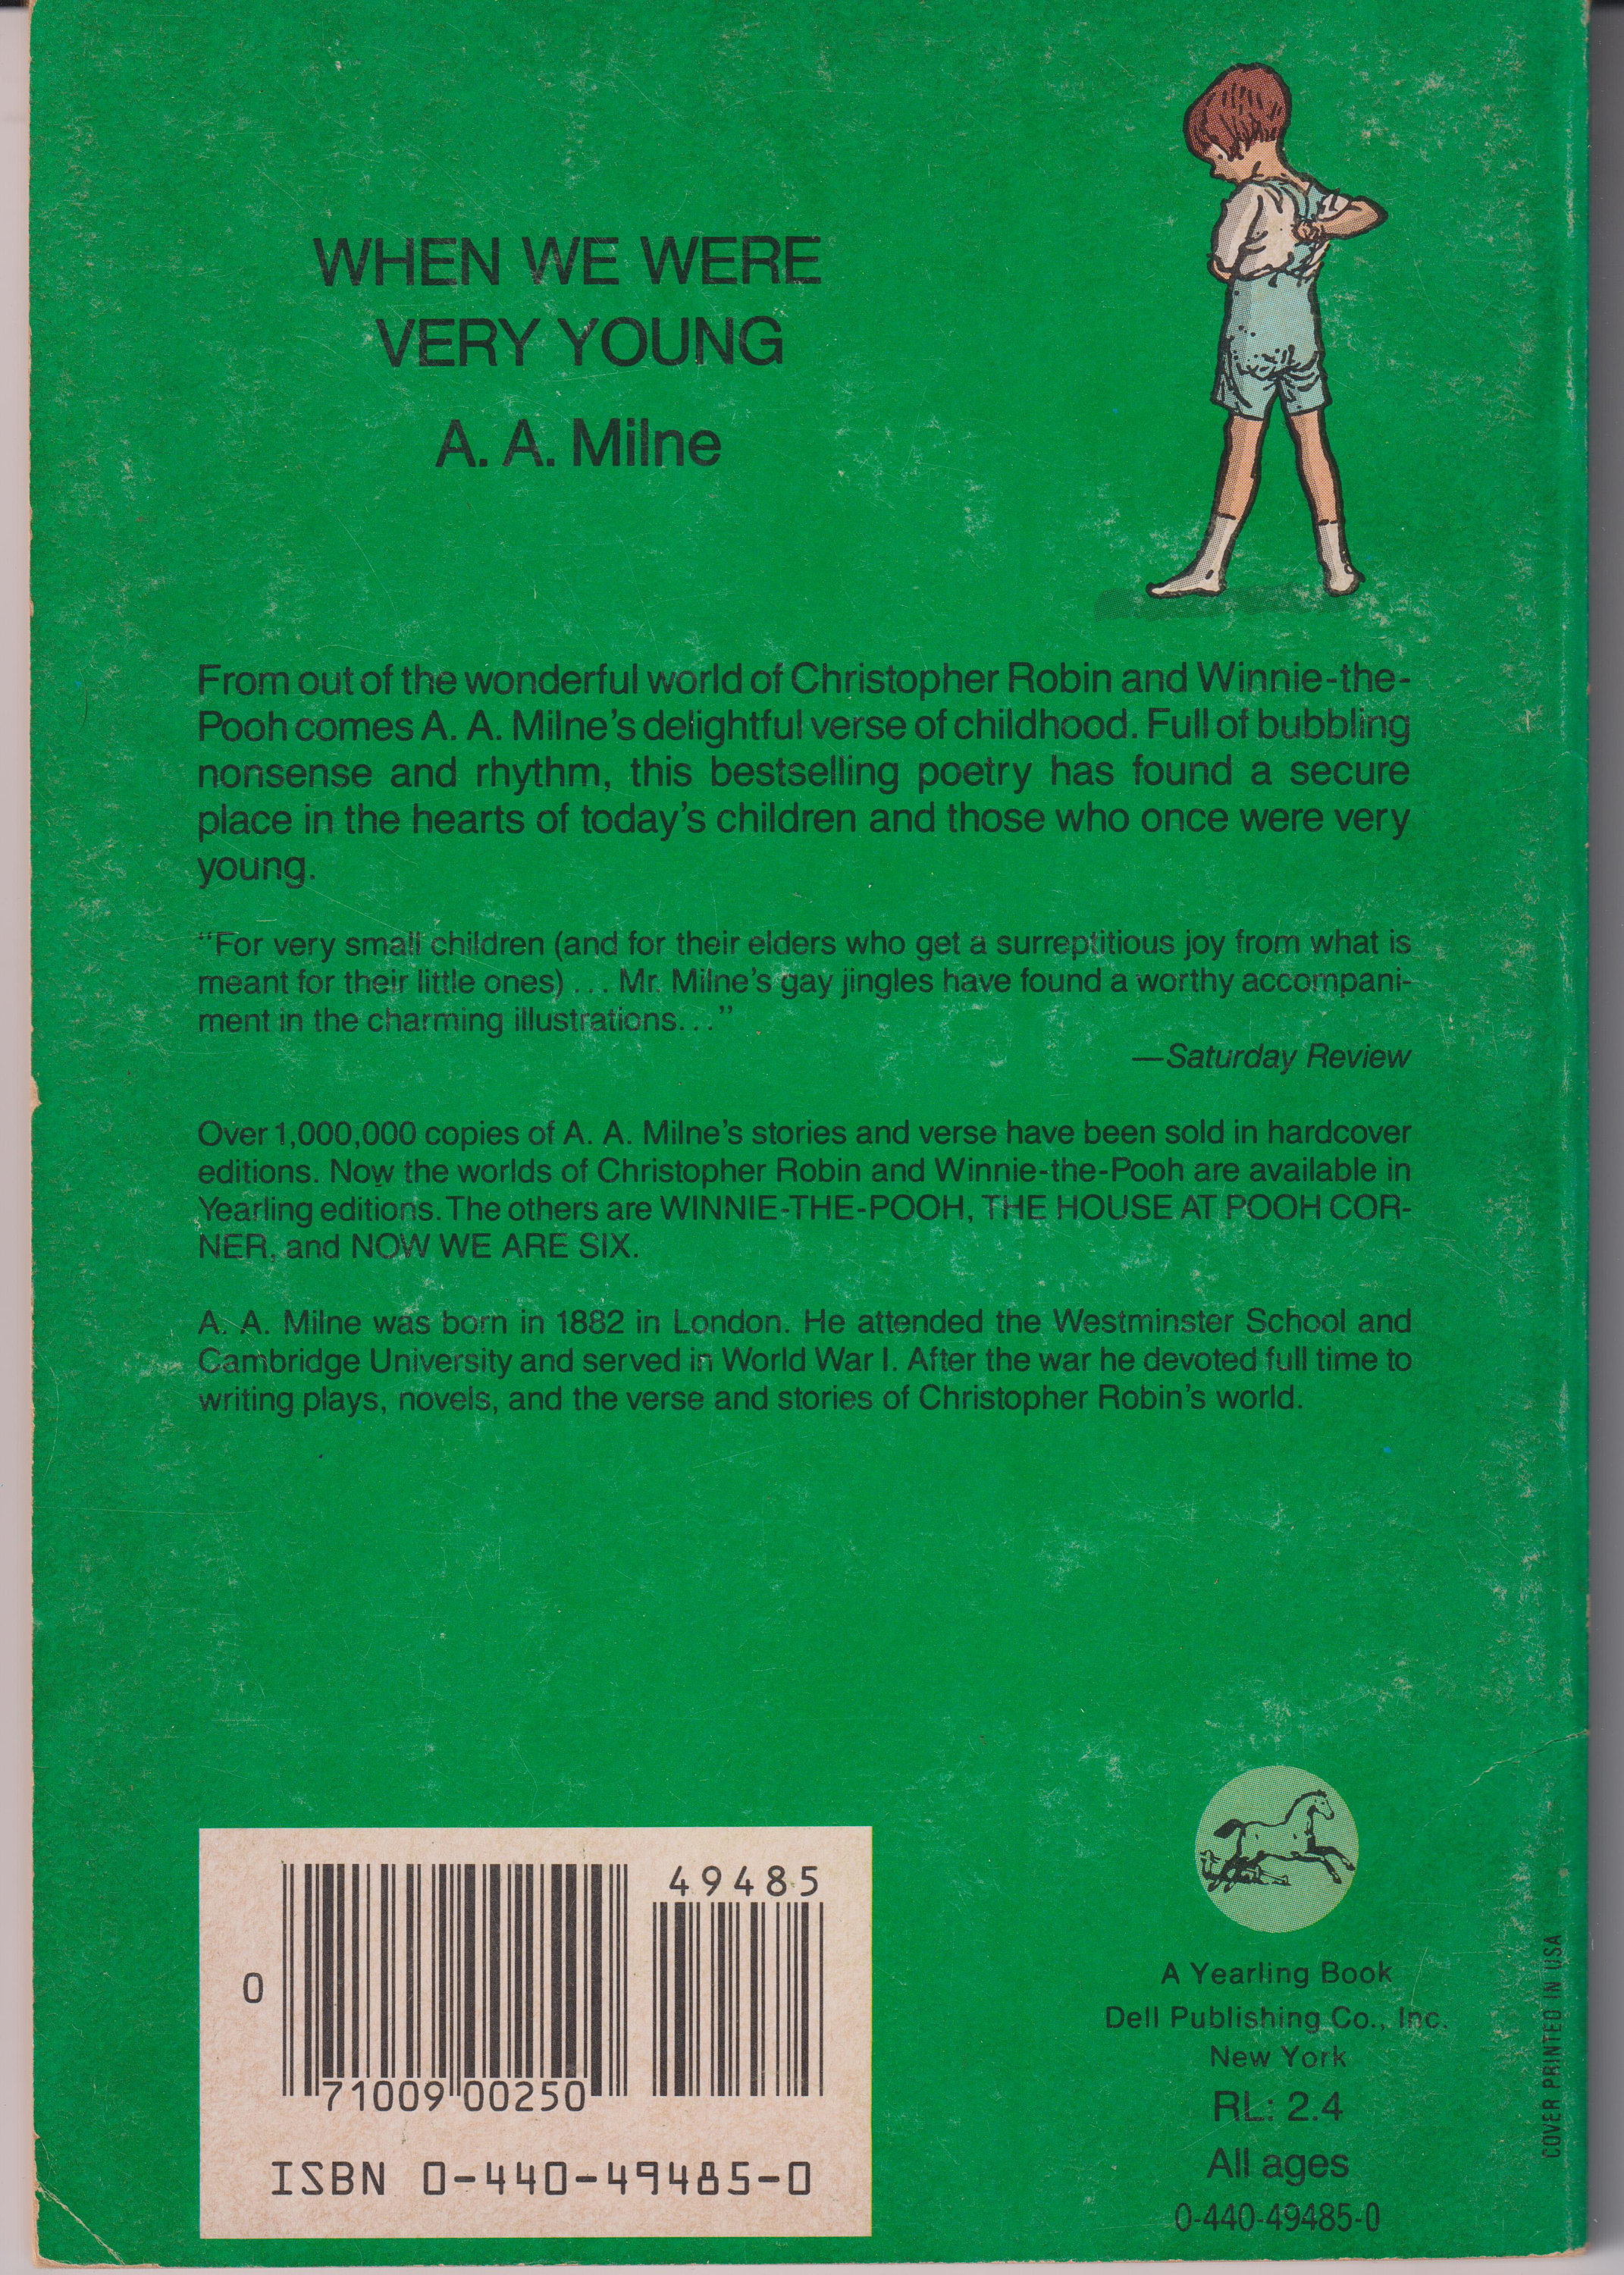 WHEN WE WERE
VERY YOUNG
A. A. Milne
From out of the wonderful world of Christopher Robin and Winnie-the-
Pooh comes A. A. Milne's delightful verse of childhood. Full of bubbling
nonsense and rhythm, this bestselling poetry has found a secure
place in the hearts of today's children and those who once were very
young.
"For very small children (and for their elders who get a surreptitious joy from what is
meant for their little ones) ... Mr. Milne's gay jingles have found a worthy accompani-
ment in the charming illustrations..."
—Saturday Review
Over 1,000,000 copies of A. A. Milne's stories and verse have been sold in hardcover
editions. Now the worlds of Christopher Robin and Winnie-the-Pooh are available in
Yearling editions. The others are WINNIE-THE-POOH, THE HOUSE AT POOH COR-
NER, and NOW WE ARE SIX.
A. A. Milne was born in 1882 in London. He attended the Westminster School and
Cambridge University and served in World War I. After the war he devoted full time to
writing plays, novels, and the verse and stories of Christopher Robin's world.
49485
0
71009 00250
ISBN 0-440-49485-0
A Yearling Book
Dell Publishing Co., Inc.
New York
RL: 2.4
All ages
0-440-49485-0
COVER PRINTED IN USA